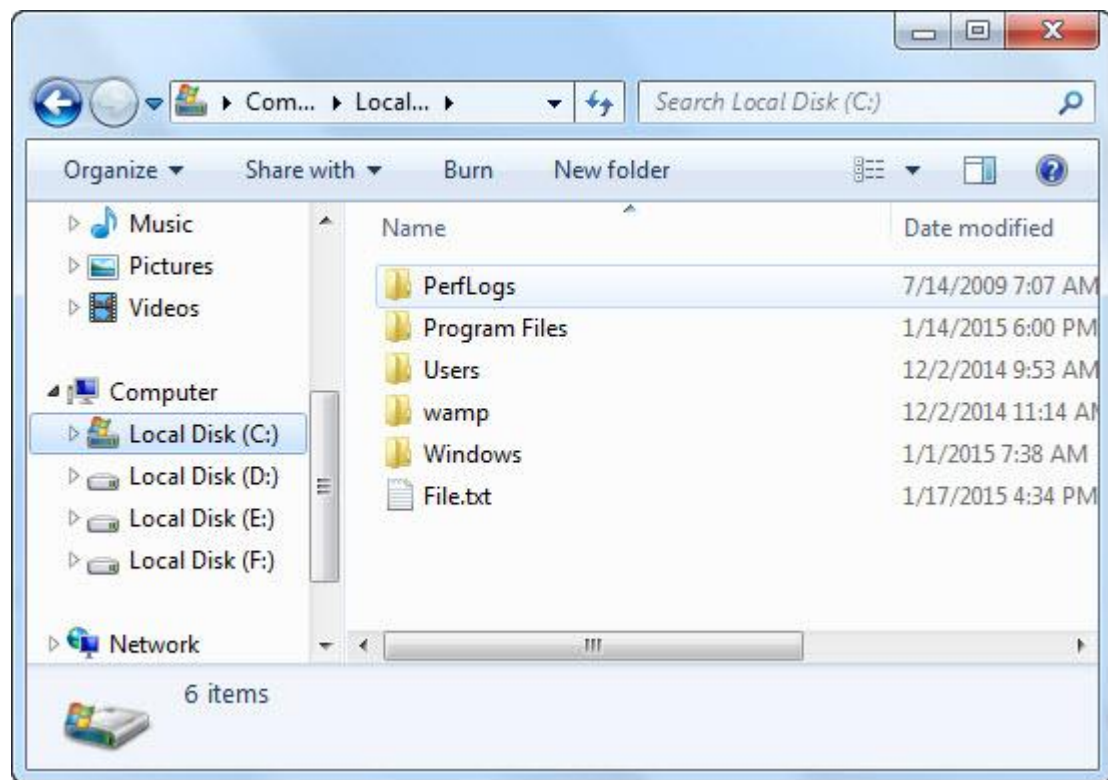 Com... Local... Search Local Disk (C:)
Organize Share with Burn New folder
Music
Pictures
Videos
Computer
Local Disk (C:)
Local Disk (D:)
Local Disk (E:)
Local Disk (F:)
Network
Name Date modified
PerfLogs 7/14/2009 7:07 AM
Program Files 1/14/2015 6:00 PM
Users 12/2/2014 9:53 AM
wamp 12/2/2014 11:14 AM
Windows 1/1/2015 7:38 AM
File.txt 1/17/2015 4:34 PM
6 items